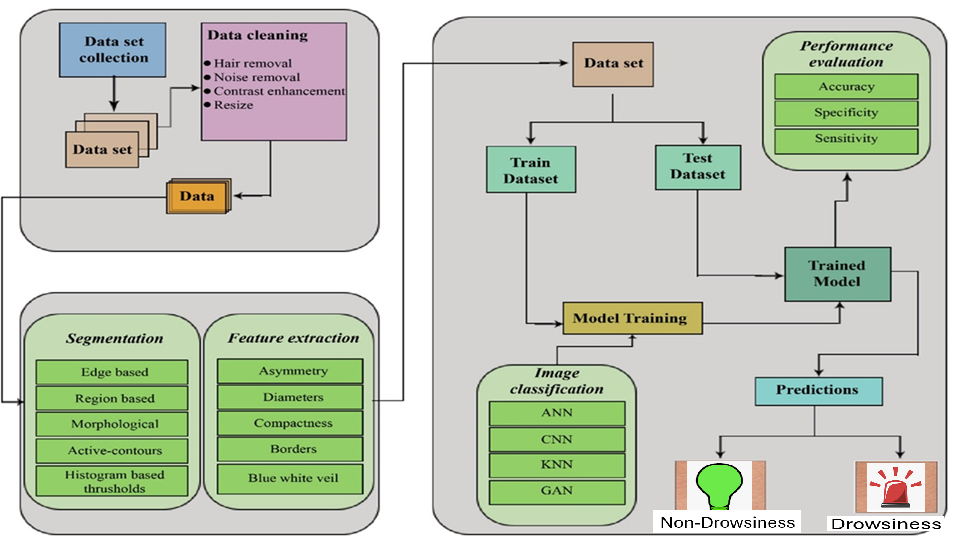 Data set
collection
Data set
Data cleaning
Hair removal
Noise removal
Contrast enhancement
Resize
Data
Segmentation
Edge based
Region based
Morphological
Active-contours
Histogram based
thrusholds
Feature extraction
Asymmetry
Diameters
Compactness
Borders
Blue white veil
Data set
Train
Dataset
Test
Dataset
Performance
evaluation
Accuracy
Specificity
Sensitivity
Trained
Model
Model Training
Image
classification
ANN
CNN
KNN
GAN
Predictions
Non-Drowsiness
Drowsiness